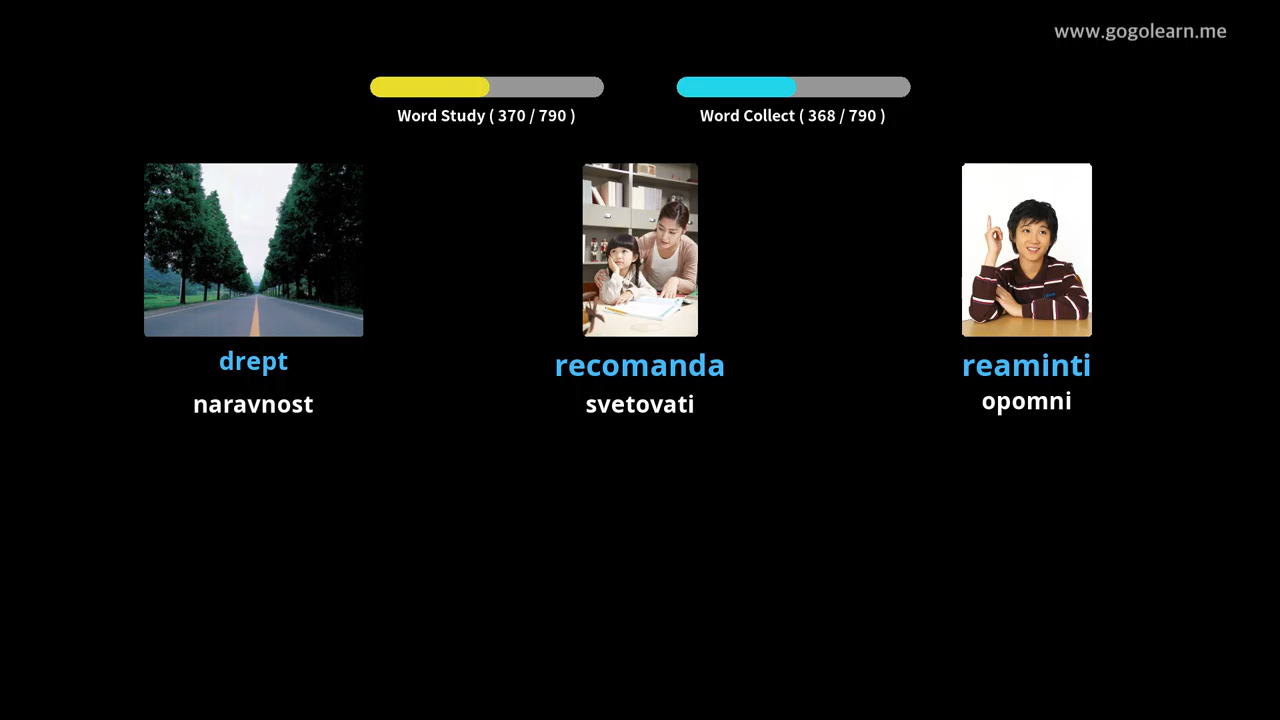 www.gogolearn.me
Word Study ( 370 / 790 )
Word Collect ( 368 / 790 )
drept
naravnost
recomanda
svetovati
reaminti
opomni